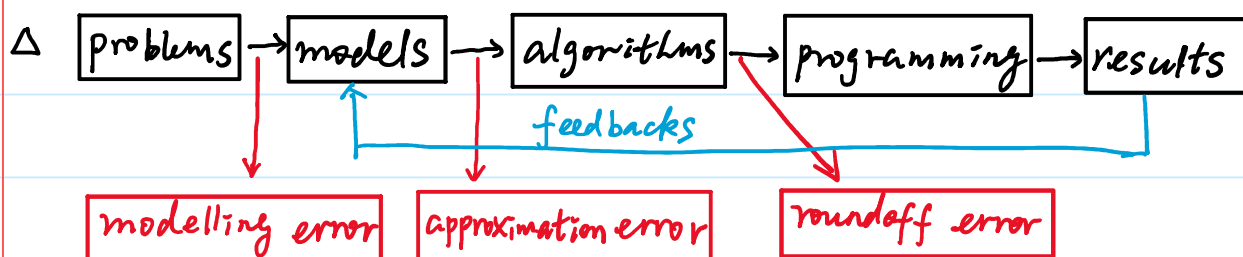 Δ problems → models → algorithms → programming → results
feedbacks
modelling error approximation error roundoff error